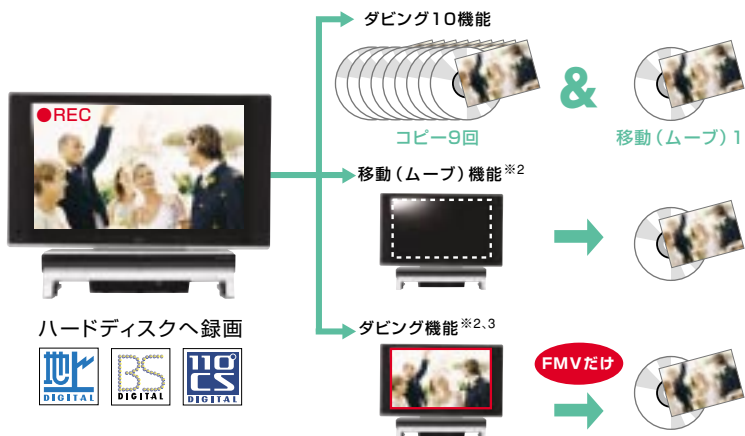 ●REC
ハードディスクへ録画
地上
DIGITAL
BS
DIGITAL
110°
CS
DIGITAL
ダビング10機能
コピー9回
&
移動（ムーブ）1
移動（ムーブ）機能※2
ダビング機能※2、3
FMVだけ